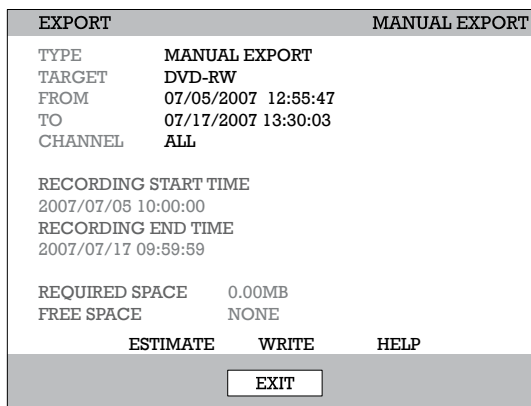 EXPORT MANUAL EXPORT
TYPE MANUAL EXPORT
TARGET DVD-RW
FROM 07/05/2007 12:55:47
TO 07/17/2007 13:30:03
CHANNEL ALL
RECORDING START TIME
2007/07/05 10:00:00
RECORDING END TIME
2007/07/17 09:59:59
REQUIRED SPACE 0.00MB
FREE SPACE NONE
ESTIMATE WRITE HELP
EXIT